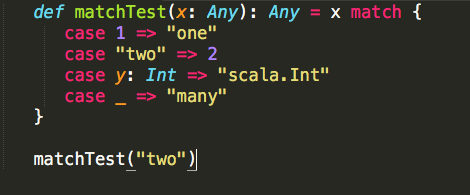 def matchTest(x: Any): Any = x match {
case 1 => "one"
case "two" => 2
case y: Int => "scala.Int"
case _ => "many"
}
matchTest("two")